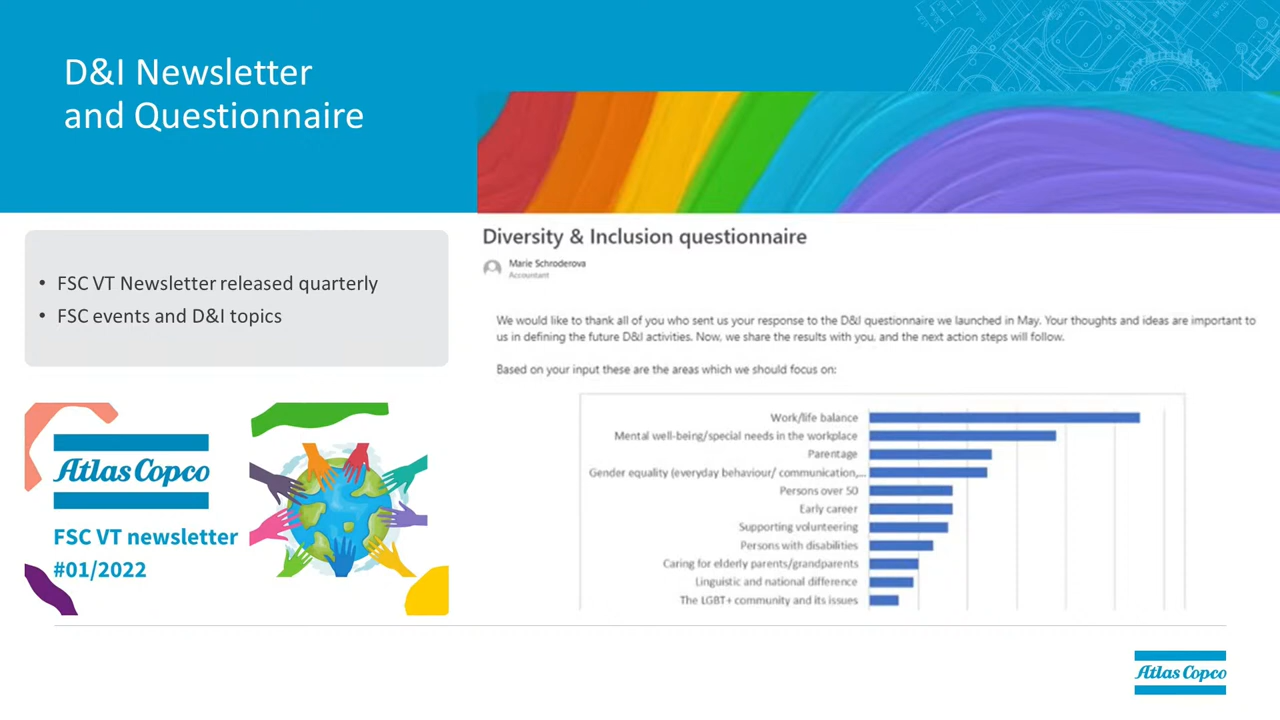 D&I Newsletter
and Questionnaire
• FSC VT Newsletter released quarterly
• FSC events and D&I topics
Atlas Copco
FSC VT newsletter
#01/2022
Diversity & Inclusion questionnaire
Marie Schroderova
Accountant
We would like to thank all of you who sent us your response to the D&I questionnaire we launched in May. Your thoughts and ideas are important to
us in defining the future D&I activities. Now, we share the results with you, and the next action steps will follow.
Based on your input these are the areas which we should focus on:
Work/life balance
Mental well-being/special needs in the workplace
Parentage
Gender equality (everyday behaviour/ communication,...
Persons over 50
Early career
Supporting volunteering
Persons with disabilities
Caring for elderly parents/grandparents
Linguistic and national difference
The LGBT+ community and its issues
Atlas Copco